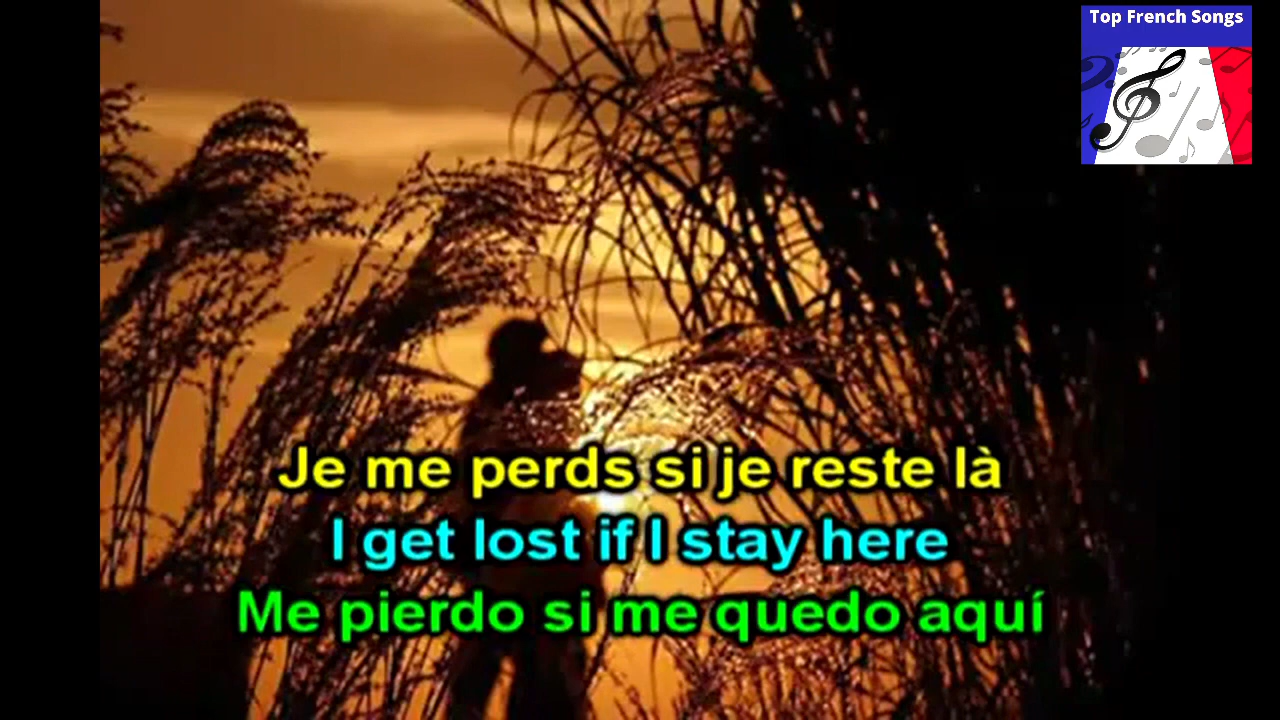 Top French Songs
Je me perds si je reste là
I get lost if I stay here
Me pierdo si me quedo aquí